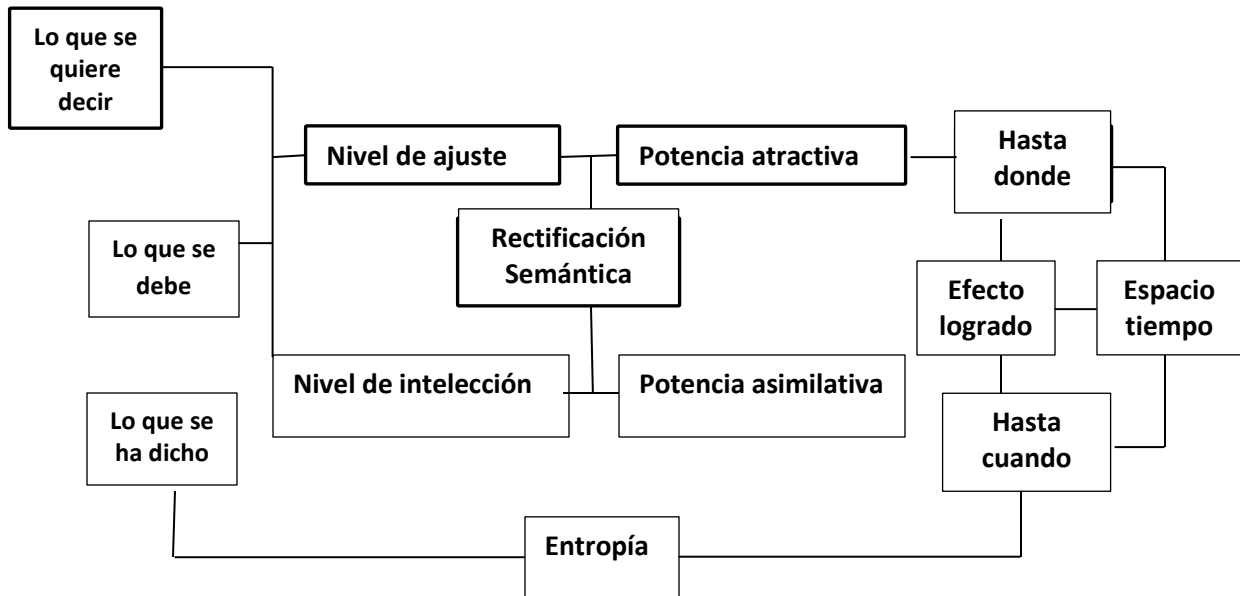 Lo que se
quiere
decir
Nivel de ajuste
Potencia atractiva
Hasta
donde
Lo que se
debe
Rectificación
Semántica
Efecto
logrado
Espacio
tiempo
Nivel de intelección
Potencia asimilativa
Lo que se
ha dicho
Hasta
cuando
Entropía